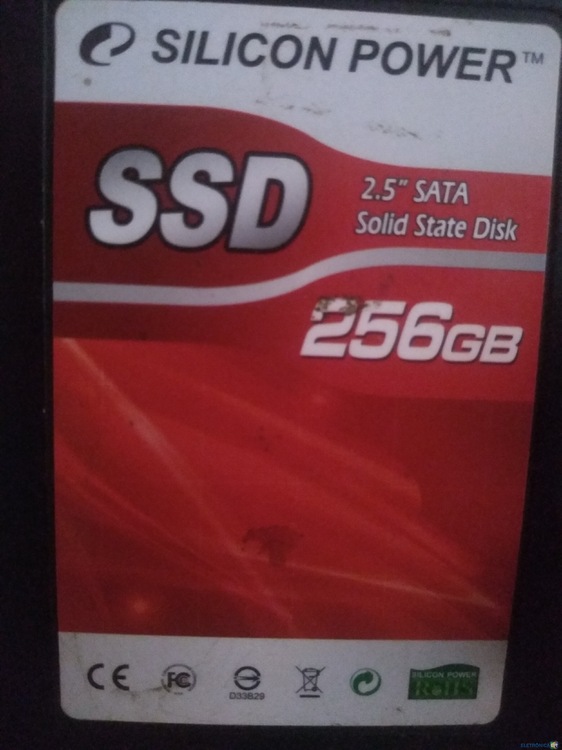 SILICON POWER™
SSD
2.5" SATA
Solid State Disk
256GB
CE FC D33B29 SILICON POWER
RoHS